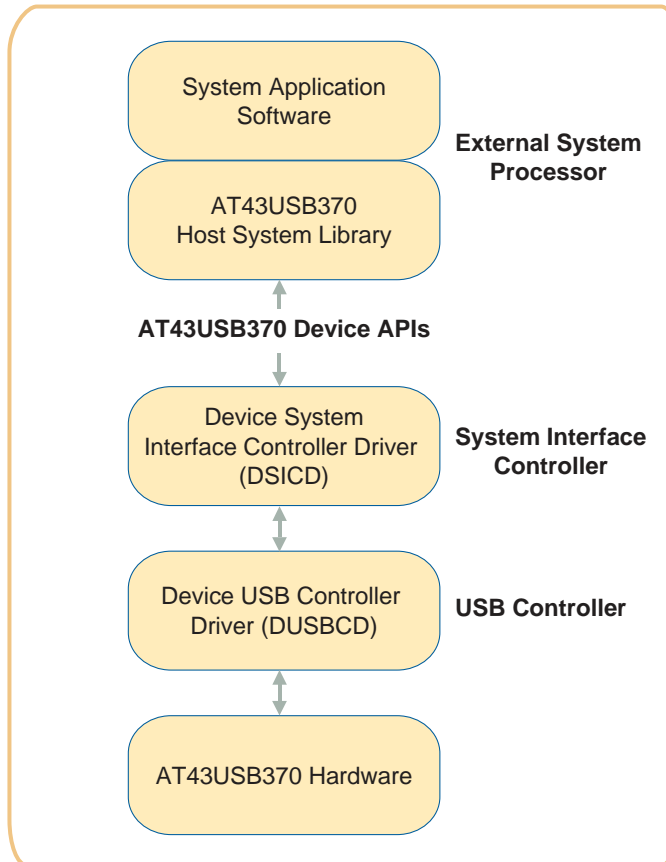 System Application
Software
External System
Processor
AT43USB370
Host System Library
AT43USB370 Device APIs
Device System
Interface Controller Driver
(DSICD)
System Interface
Controller
Device USB Controller
Driver (DUSBCD)
USB Controller
AT43USB370 Hardware